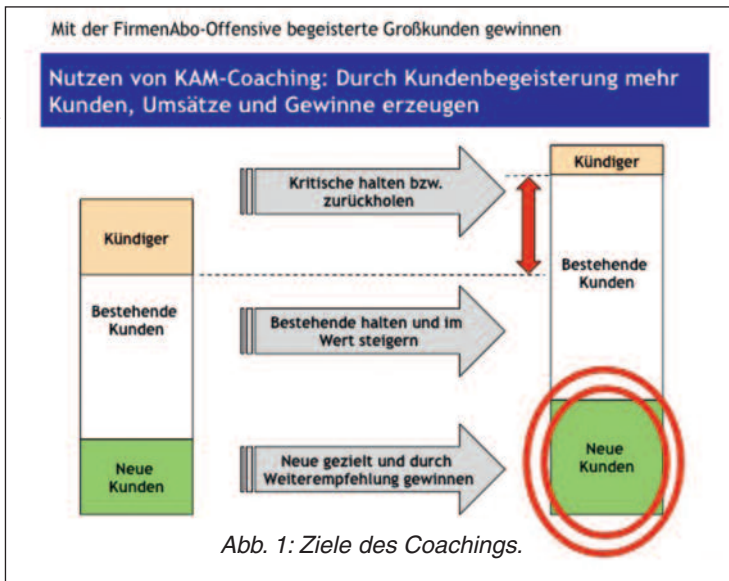 Mit der FirmenAbo-Offensive begeisterte Großkunden gewinnen
Nutzen von KAM-Coaching: Durch Kundenbegeisterung mehr
Kunden, Umsätze und Gewinne erzeugen
Kündiger
Bestehende
Kunden
Neue
Kunden
Kritische halten bzw.
zurückholen
Bestehende halten und im
Wert steigern
Neue gezielt und durch
Weiterempfehlung gewinnen
Kündiger
Bestehende
Kunden
Neue
Kunden
Abb. 1: Ziele des Coachings.